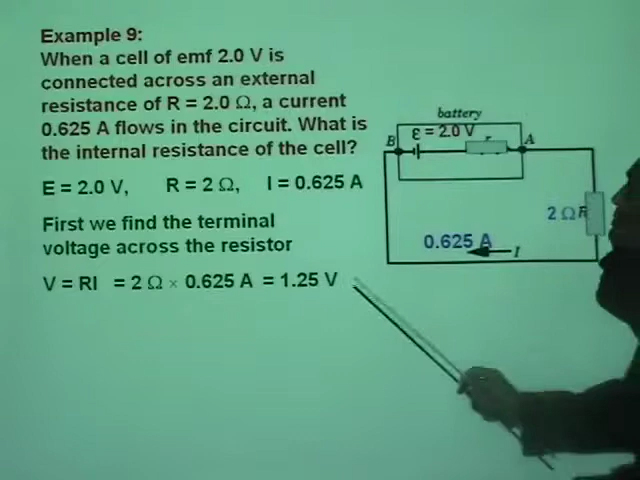 Example 9:
When a cell of emf 2.0 V is
connected across an external
resistance of R = 2.0 Ω, a current
0.625 A flows in the circuit. What is
the internal resistance of the cell?
E = 2.0 V, R = 2 Ω, I = 0.625 A
First we find the terminal
voltage across the resistor
V = RI = 2 Ω × 0.625 A = 1.25 V
battery
ε = 2.0 V r
B
A
2 Ω R
0.625 A
I